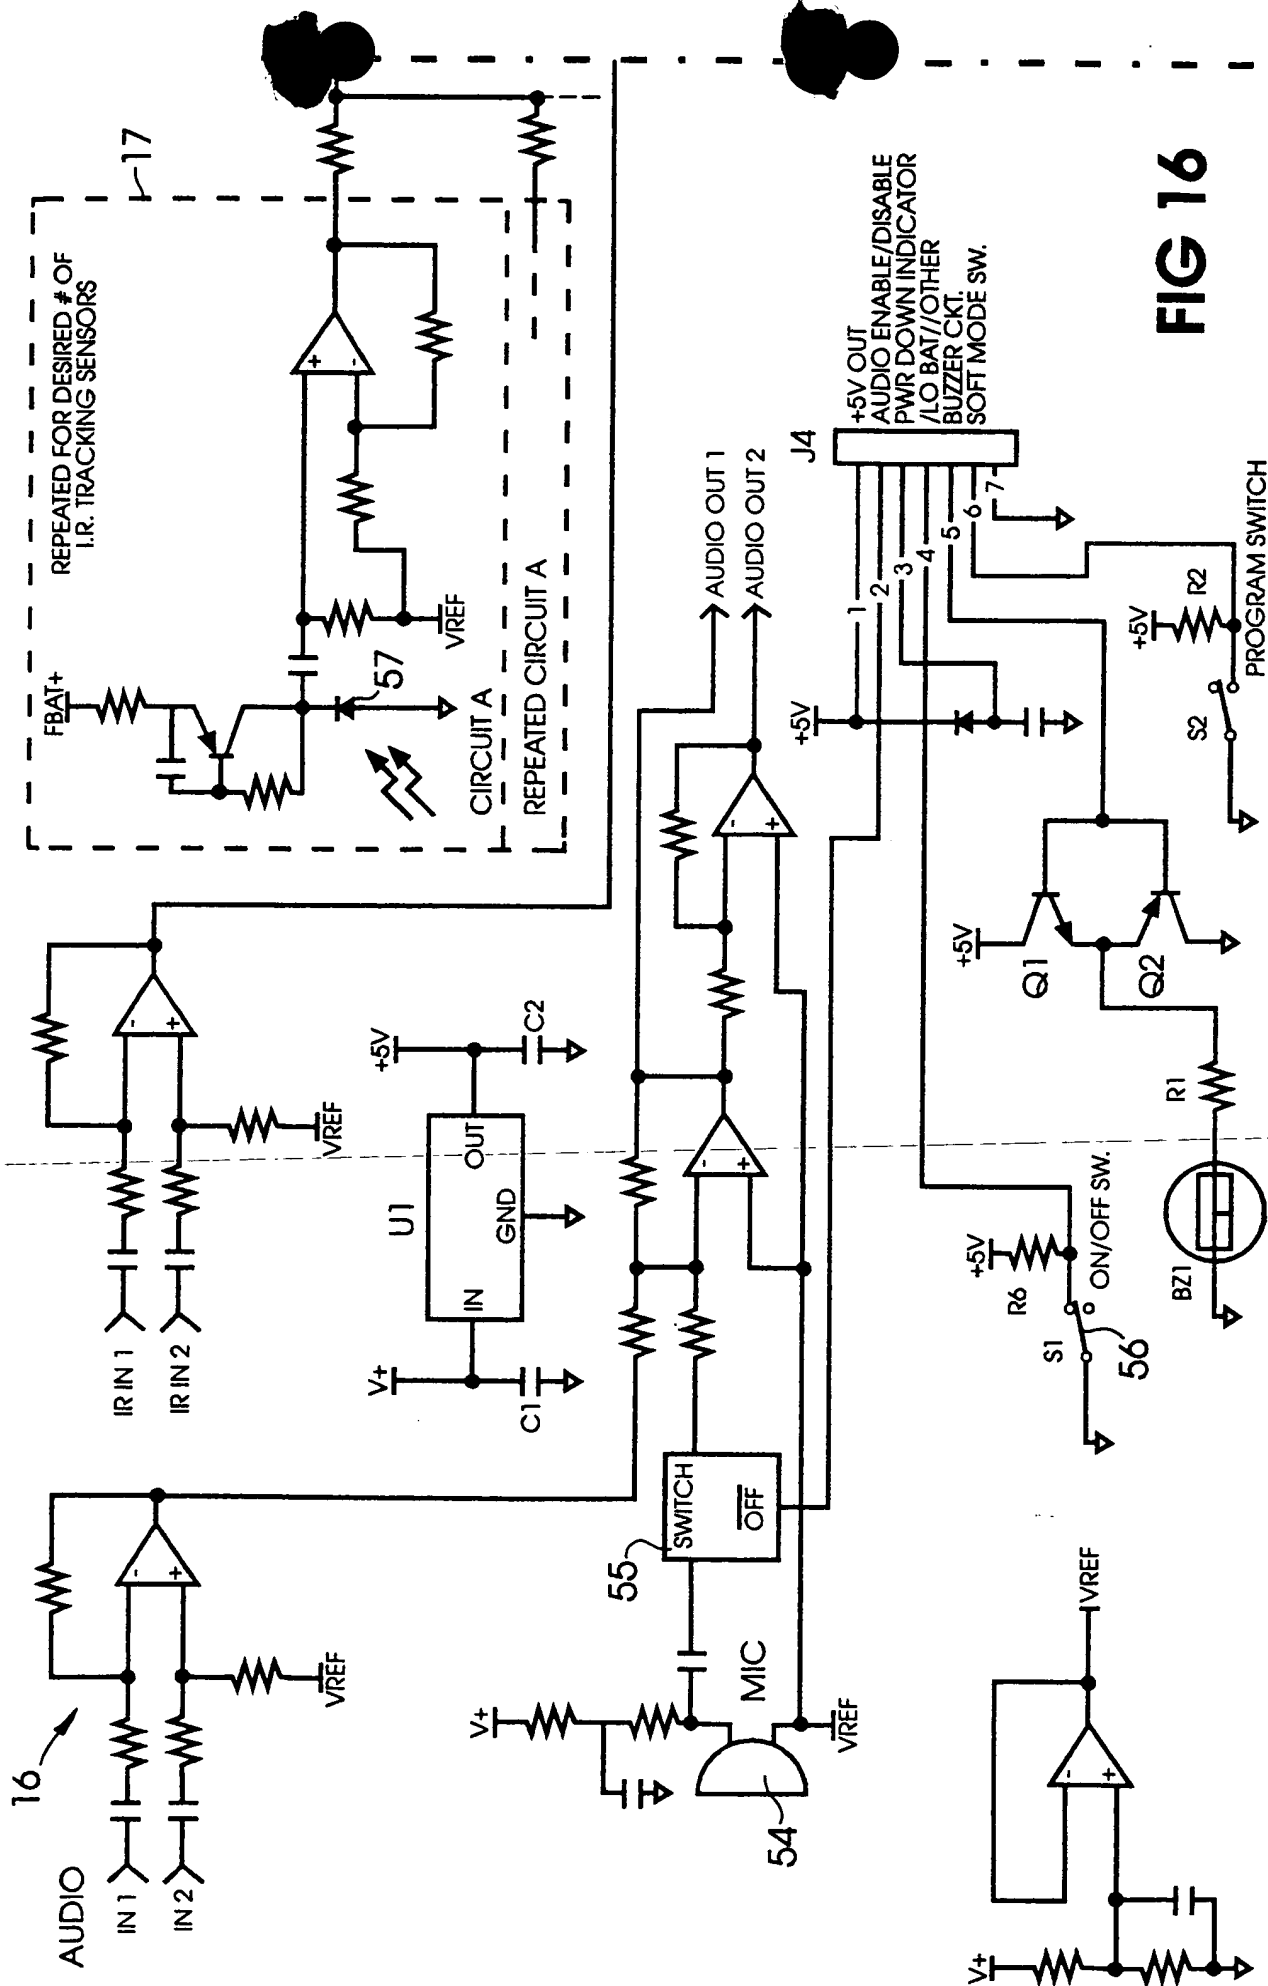 16
AUDIO
IN 1
IN 2
-
+
VREF
IR IN 1
IR IN 2
-
+
VREF
17
REPEATED FOR DESIRED # OF
I.R. TRACKING SENSORS
FBAT+
57
VREF
+
-
CIRCUIT A
REPEATED CIRCUIT A
V+
C1
U1
IN
OUT
GND
+5V
C2
V+
54
MIC
VREF
55
SWITCH
OFF
-
+
-
+
AUDIO OUT 1
AUDIO OUT 2
J4
+5V OUT
AUDIO ENABLE/DISABLE
PWR DOWN INDICATOR
/LO BAT//OTHER
BUZZER CKT.
SOFT MODE SW.
1
2
3
4
5
6
7
+5V
V+
-
+
VREF
S1
56
R6
+5V
ON/OFF SW.
BZ1
R1
Q1
Q2
+5V
S2
+5V
R2
PROGRAM SWITCH
FIG 16